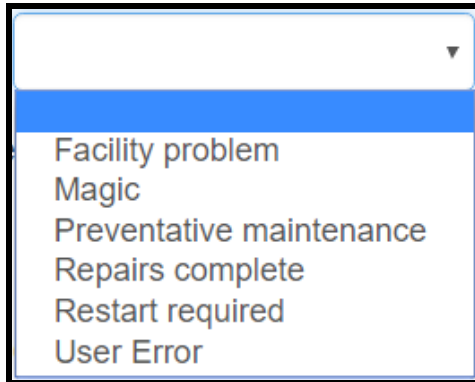 Facility problem
Magic
Preventative maintenance
Repairs complete
Restart required
User Error